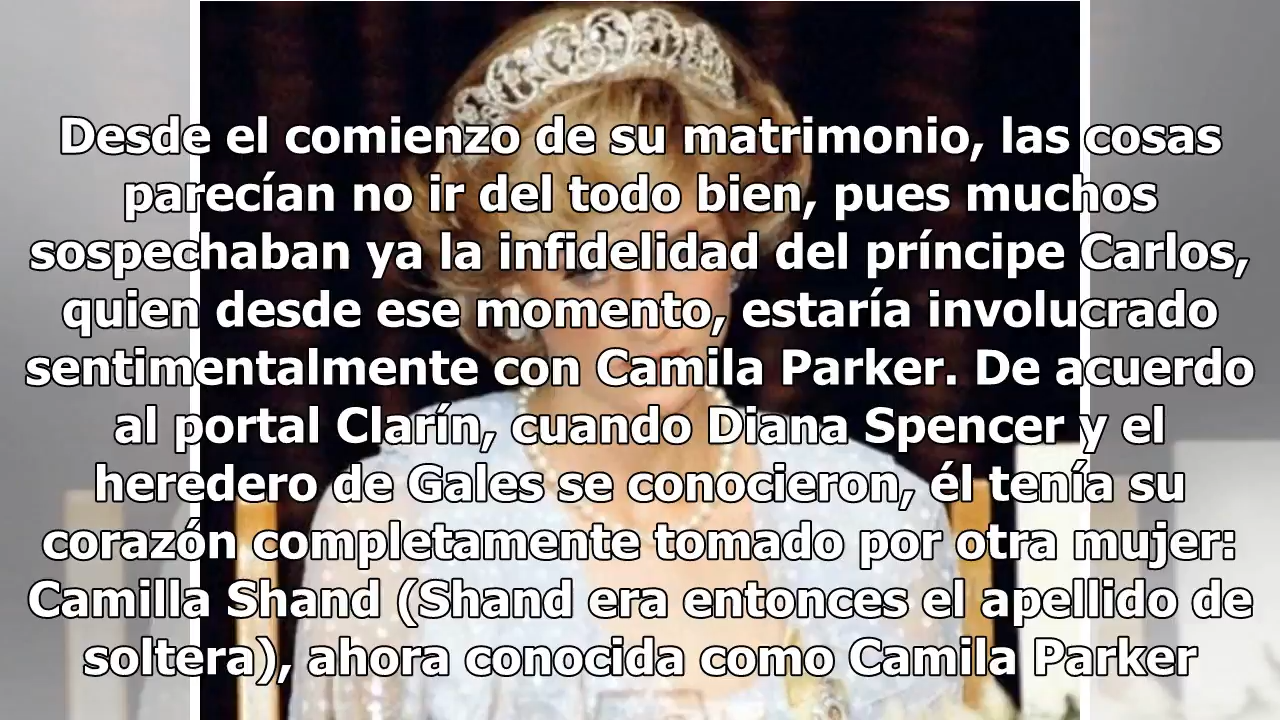 Desde el comienzo de su matrimonio, las cosas
parecían no ir del todo bien, pues muchos
sospechaban ya la infidelidad del príncipe Carlos,
quien desde ese momento, estaría involucrado
sentimentalmente con Camila Parker. De acuerdo
al portal Clarín, cuando Diana Spencer y el
heredero de Gales se conocieron, él tenía su
corazón completamente tomado por otra mujer:
Camilla Shand (Shand era entonces el apellido de
soltera), ahora conocida como Camila Parker